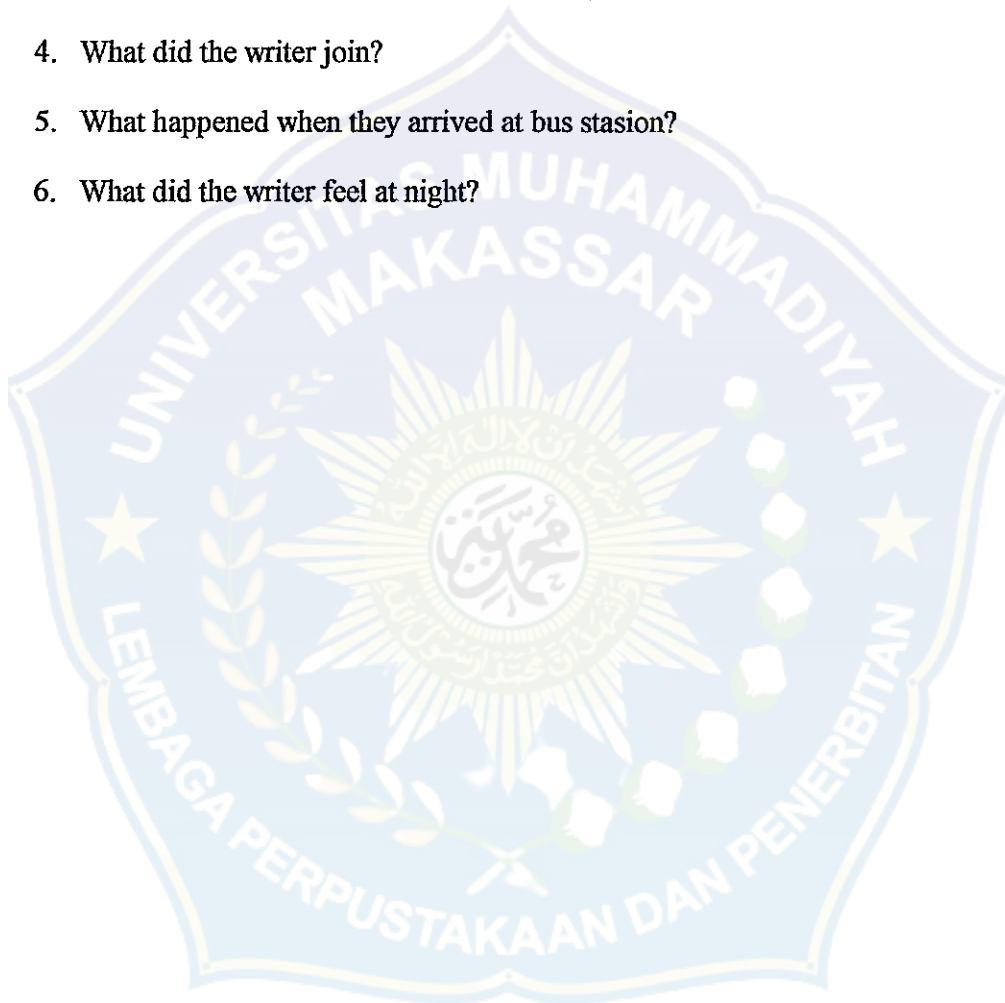 4. What did the writer join?
5. What happened when they arrived at bus stasion?
6. What did the writer feel at night?
UNIVERSITAS MUHAMMADIYAH
MAKASSAR
LEMBAGA PERPUSTAKAAN DAN PENERBITAN